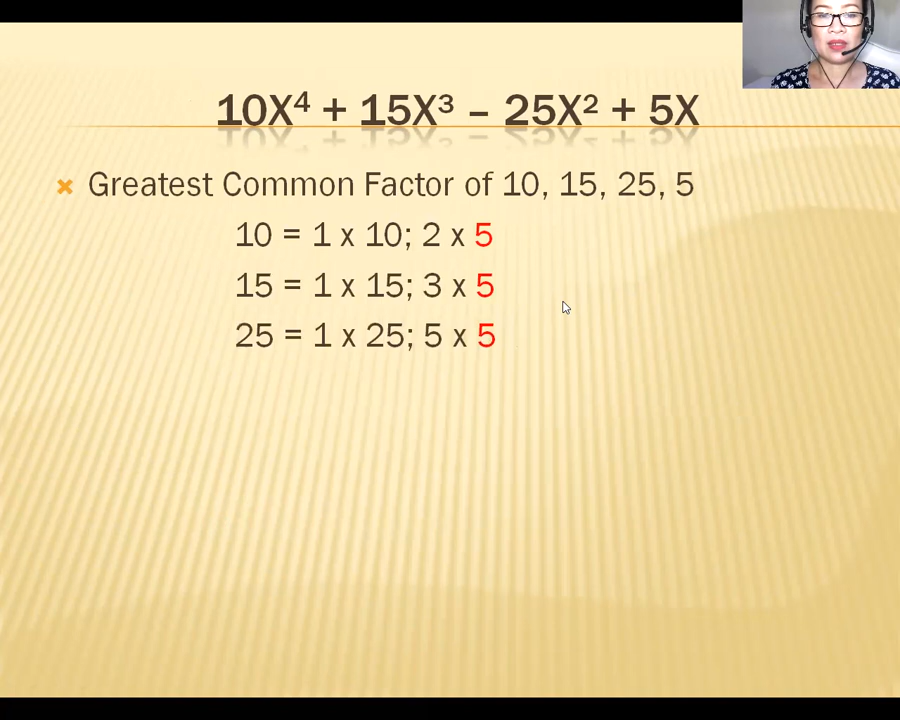 10X⁴ + 15X³ – 25X² + 5X
Greatest Common Factor of 10, 15, 25, 5
10 = 1 x 10; 2 x 5
15 = 1 x 15; 3 x 5
25 = 1 x 25; 5 x 5